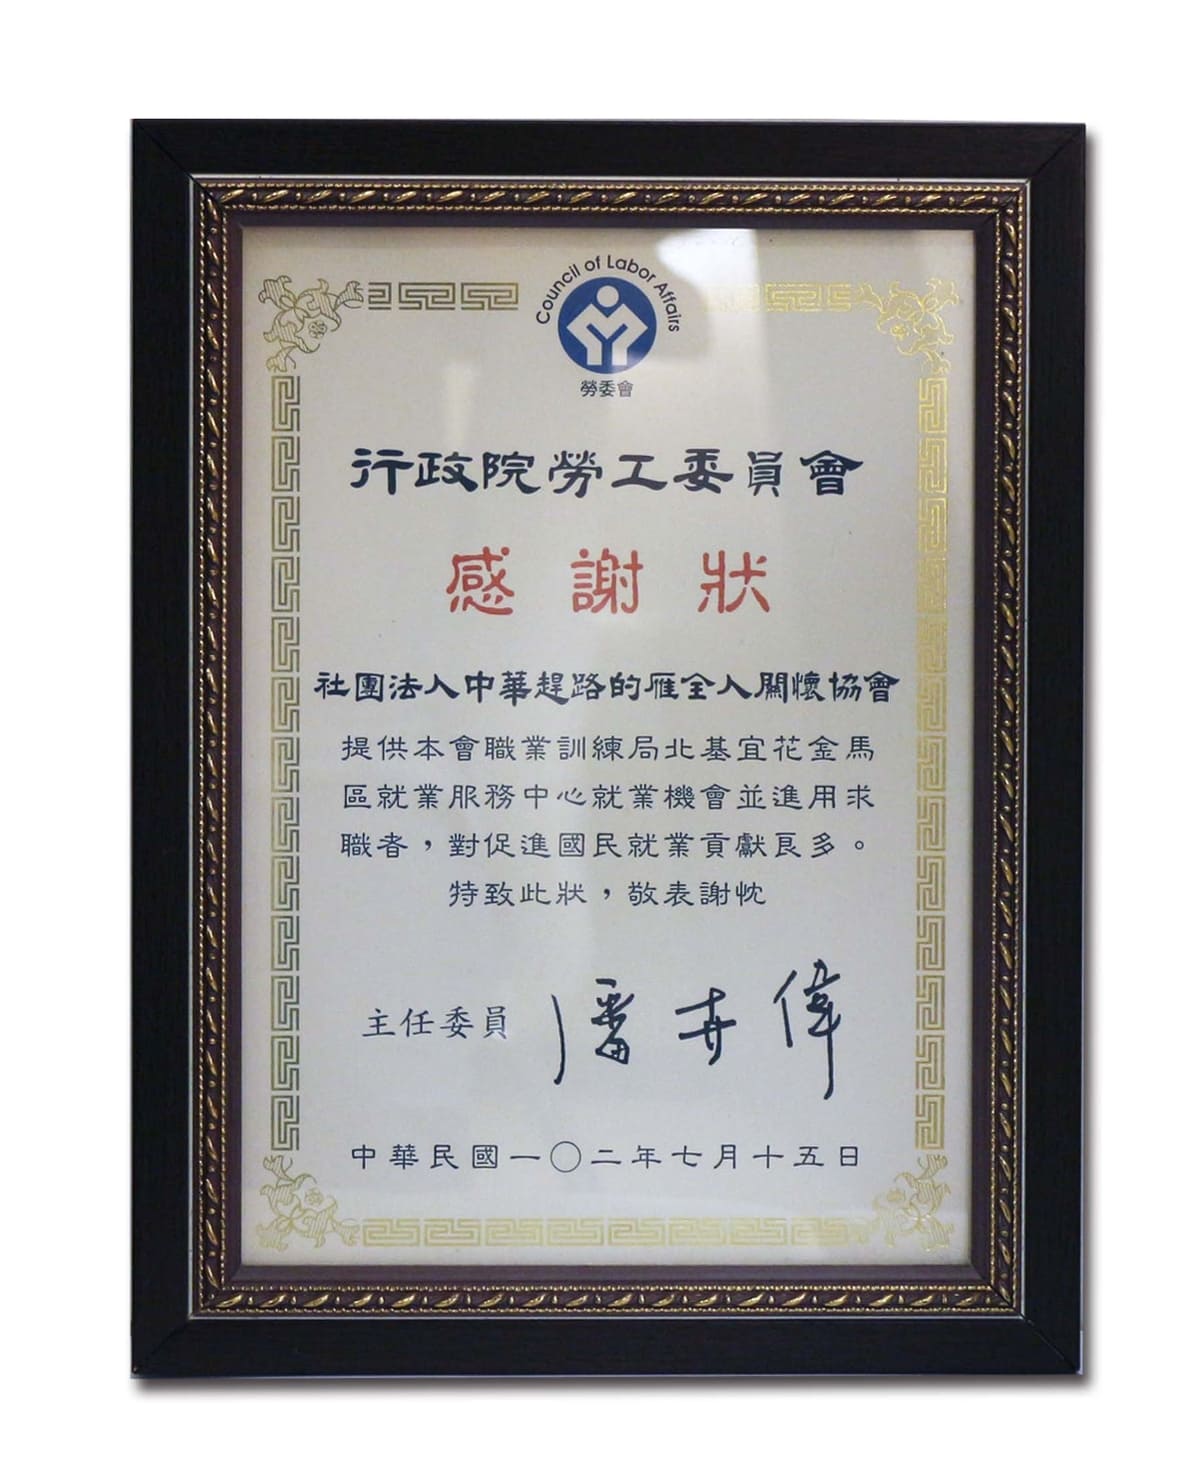 Council of Labor Affairs
勞委會
行政院勞工委員會
感謝狀
社團法人中華趕路的雁全人關懷協會
提供本會職業訓練局北基宜花金馬
區就業服務中心就業機會並進用求
職者，對促進國民就業貢獻良多。
特致此狀，敬表謝忱
主任委員 潘世偉
中華民國一〇二年七月十五日